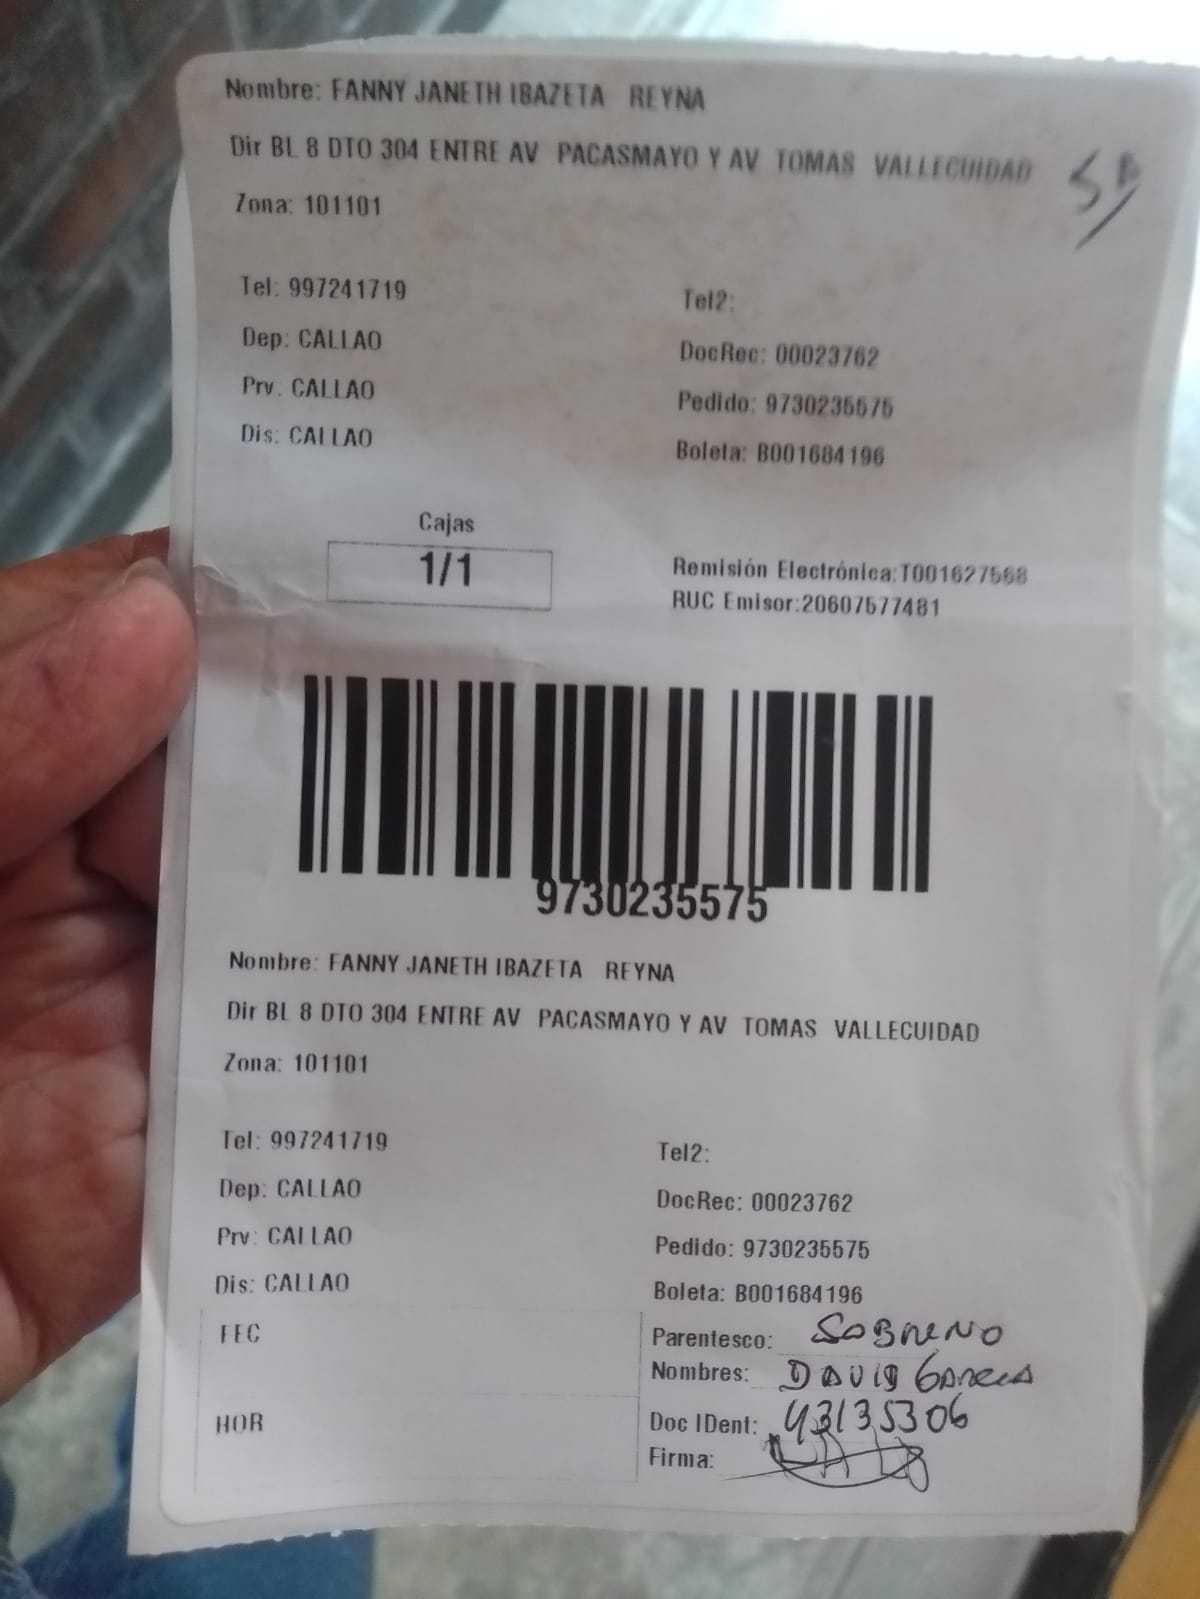 Nombre: FANNY JANETH IBAZETA REYNA
Dir BL 8 DTO 304 ENTRE AV PACASMAYO Y AV TOMAS VALLECUIDAD
Zona: 101101
Tel: 997241719
Tel2:
Dep: CALLAO
DocRec: 00023762
Prv. CALLAO
Pedido: 9730235575
Dis: CALLAO
Boleta: B001684196
Cajas
1/1
Remisión Electrónica:T001627568
RUC Emisor:20607577481
9730235575
Nombre: FANNY JANETH IBAZETA REYNA
Dir BL 8 DTO 304 ENTRE AV PACASMAYO Y AV TOMAS VALLECUIDAD
Zona: 101101
Tel: 997241719
Tel2:
Dep: CALLAO
DocRec: 00023762
Prv: CALLAO
Pedido: 9730235575
Dis: CALLAO
Boleta: B001684196
FEC
Parentesco: SOBRINO
Nombres: DAVID GARCIA
HOR
Doc IDent: 43135306
Firma: